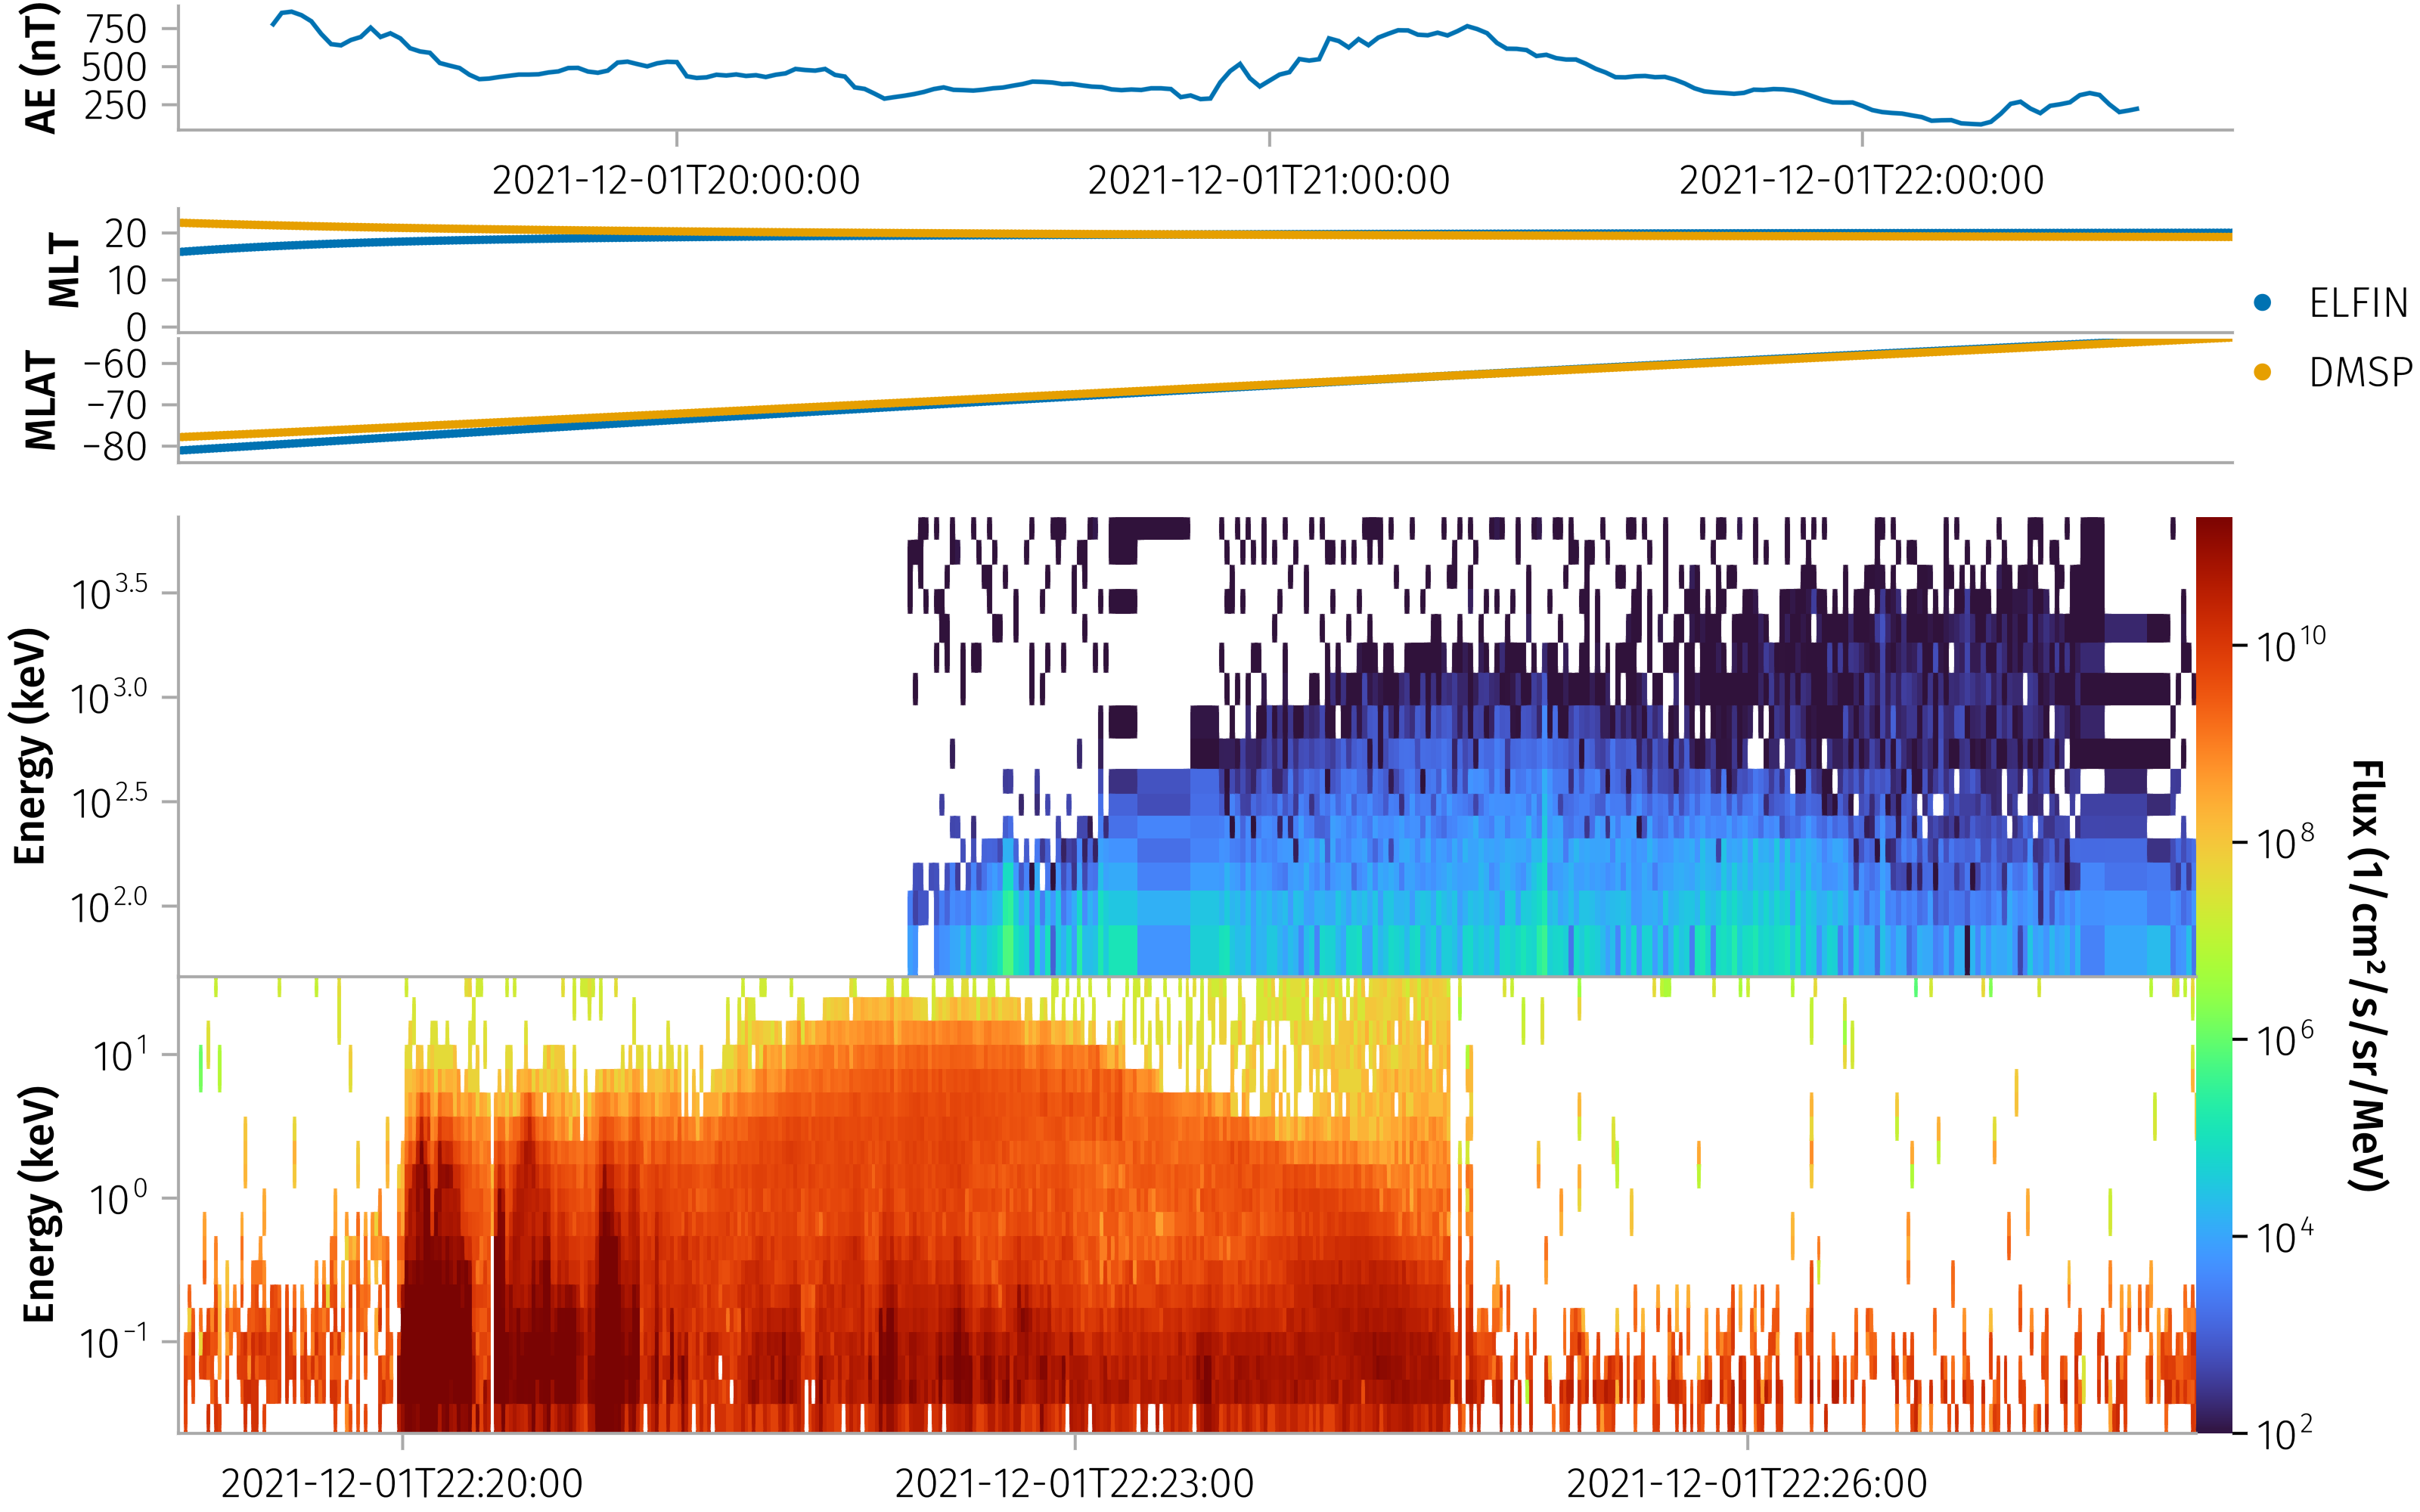 AE (nT)
750
500
250
2021-12-01T20:00:00
2021-12-01T21:00:00
2021-12-01T22:00:00
MLT
20
10
0
MLAT
−60
−70
−80
ELFIN
DMSP
Energy (keV)
10^3.5
10^3.0
10^2.5
10^2.0
Energy (keV)
10^1
10^0
10^−1
2021-12-01T22:20:00
2021-12-01T22:23:00
2021-12-01T22:26:00
10^10
10^8
10^6
10^4
10^2
Flux (1/cm²/s/sr/MeV)